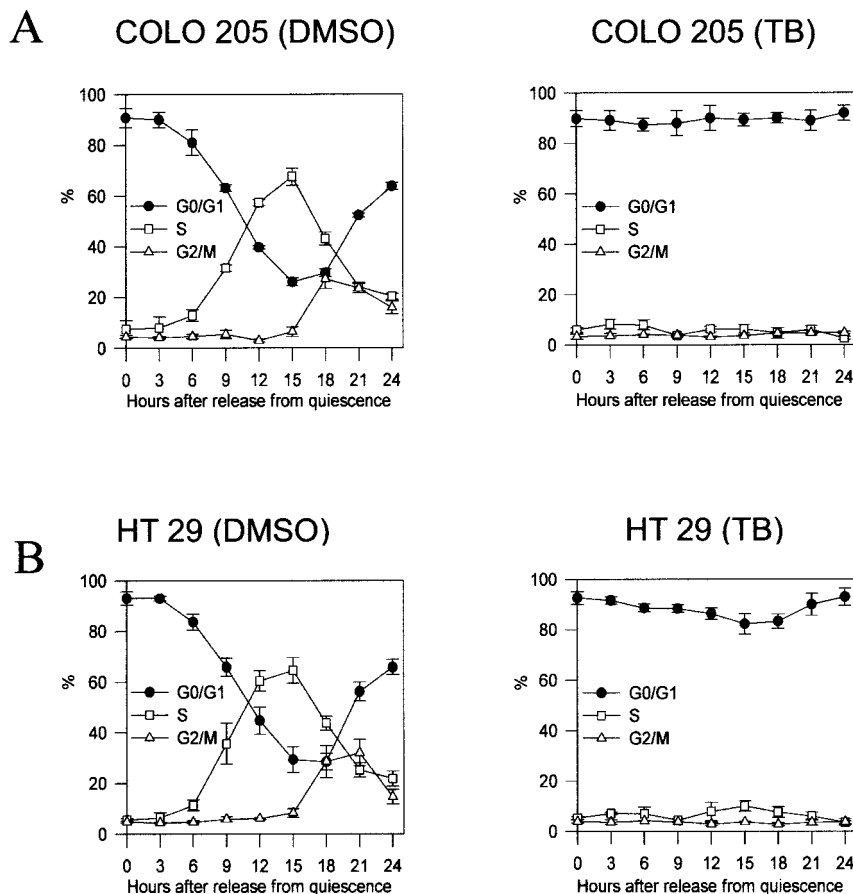 A
COLO 205 (DMSO)
COLO 205 (TB)
100
80
60
40
20
0
%
G0/G1
S
G2/M
0 3 6 9 12 15 18 21 24
Hours after release from quiescence
100
80
60
40
20
0
%
G0/G1
S
G2/M
0 3 6 9 12 15 18 21 24
Hours after release from quiescence
B
HT 29 (DMSO)
HT 29 (TB)
100
80
60
40
20
0
%
G0/G1
S
G2/M
0 3 6 9 12 15 18 21 24
Hours after release from quiescence
100
80
60
40
20
0
%
G0/G1
S
G2/M
0 3 6 9 12 15 18 21 24
Hours after release from quiescence